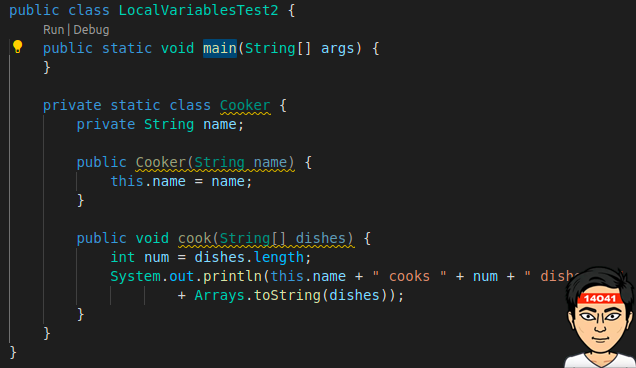 public class LocalVariablesTest2 {
Run | Debug
public static void main(String[] args) {
}
private static class Cooker {
private String name;
public Cooker(String name) {
this.name = name;
}
public void cook(String[] dishes) {
int num = dishes.length;
System.out.println(this.name + " cooks " + num + "
+ Arrays.toString(dishes));
}
}
}
14041